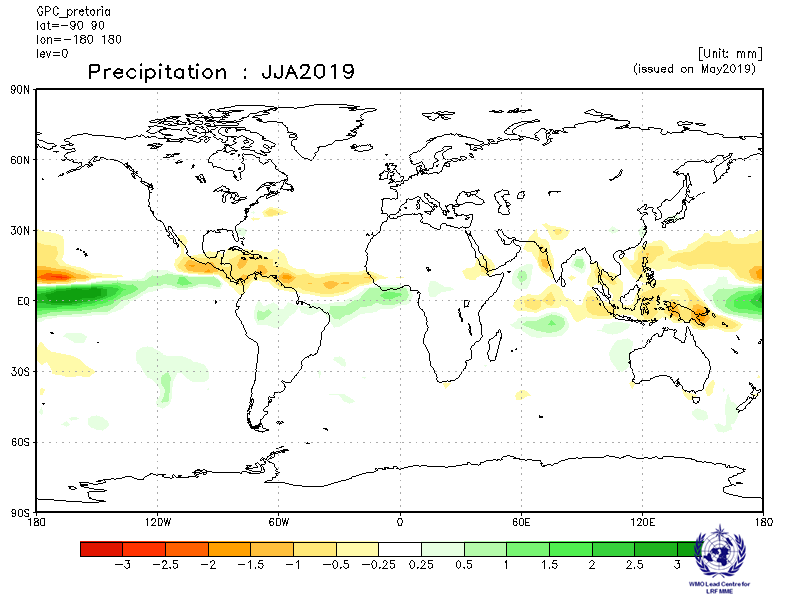 GPC_pretoria
lat=-90 90
lon=-180 180
lev=0
[Unit: mm]
Precipitation : JJA2019
(issued on May2019)
90N
60N
30N
EQ
30S
60S
90S
180 120W 60W 0 60E 120E 180
-3 -2.5 -2 -1.5 -1 -0.5 -0.25 0.25 0.5 1 1.5 2 2.5 3
WMO Lead Centre for
LRF MME